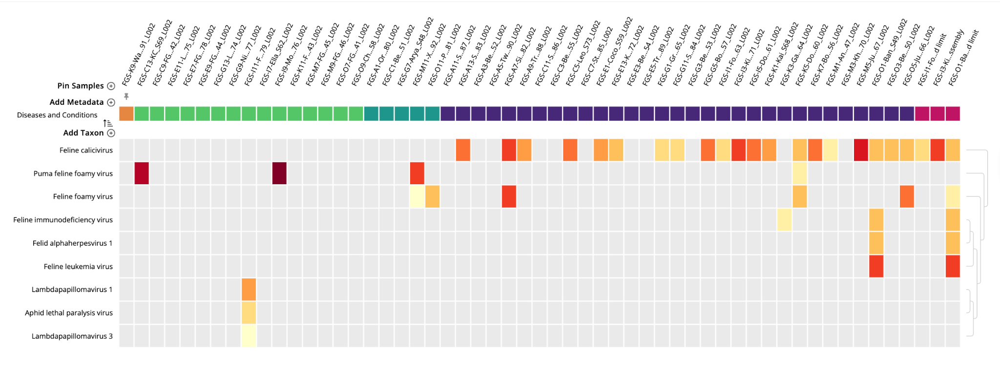 FGS-K9-Wa...91_L002
FGS-C13-KC_S69_L002
FGS-C9-FG...42_L002
FGS-E11-L...75_L002
FGS-E7-FG...78_L002
FGS-E9-FG...44_L002
FGS-G13-L...74_L002
FGS-G9-Ni...77_L002
FGS-I11-F...79_L002
FGS-I7-Ella_S62_L002
FGS-I9-Mo...76_L002
FGS-K11-F...43_L002
FGS-M7-FG...45_L002
FGS-M9-FG...46_L002
FGS-O7-FG...41_L002
FGS-O9-Ch...58_L002
FGS-A1-Or...80_L002
FGS-C1-Be...51_L002
FGS-G7-Arya_S48_L002
FGS-M11-X...92_L002
FGS-O11-P...81_L002
FGS-A11-S...87_L002
FGS-A13-S...83_L002
FGS-A3-Be...52_L002
FGS-A5-Tw...90_L002
FGS-A7-Si...82_L002
FGS-A9-Tr...88_L002
FGS-C11-S...86_L002
FGS-C3-Be...55_L002
FGS-C5-Leo_S73_L002
FGS-C7-St...85_L002
FGS-E1-Coco_S59_L002
FGS-E13-K...72_L002
FGS-E3-Be...54_L002
FGS-E5-Tr...89_L002
FGS-G1-Gr...65_L002
FGS-G11-S...84_L002
FGS-G3-Be...53_L002
FGS-G5-Bo...57_L002
FGS-I1-Fo...63_L002
FGS-I3-Ki...71_L002
FGS-I5-Do...61_L002
FGS-K1-Kai_S68_L002
FGS-K3-Ga...64_L002
FGS-K5-Do...60_L002
FGS-K7-Bo...56_L002
FGS-M1-An...47_L002
FGS-M3-Kh...70_L002
FGS-M5-Ju...67_L002
FGS-O1-Ban_S49_L002
FGS-O3-Be...50_L002
FGS-O5-Ju...66_L002
FGS-I1-Fo...d limit
FGS-I3-Ki...ssembly
FGS-O1-Ba...d limit
Pin Samples
Add Metadata
Diseases and Conditions
Add Taxon
Feline calicivirus
Puma feline foamy virus
Feline foamy virus
Feline immunodeficiency virus
Felid alphaherpesvirus 1
Feline leukemia virus
Lambdapapillomavirus 1
Aphid lethal paralysis virus
Lambdapapillomavirus 3